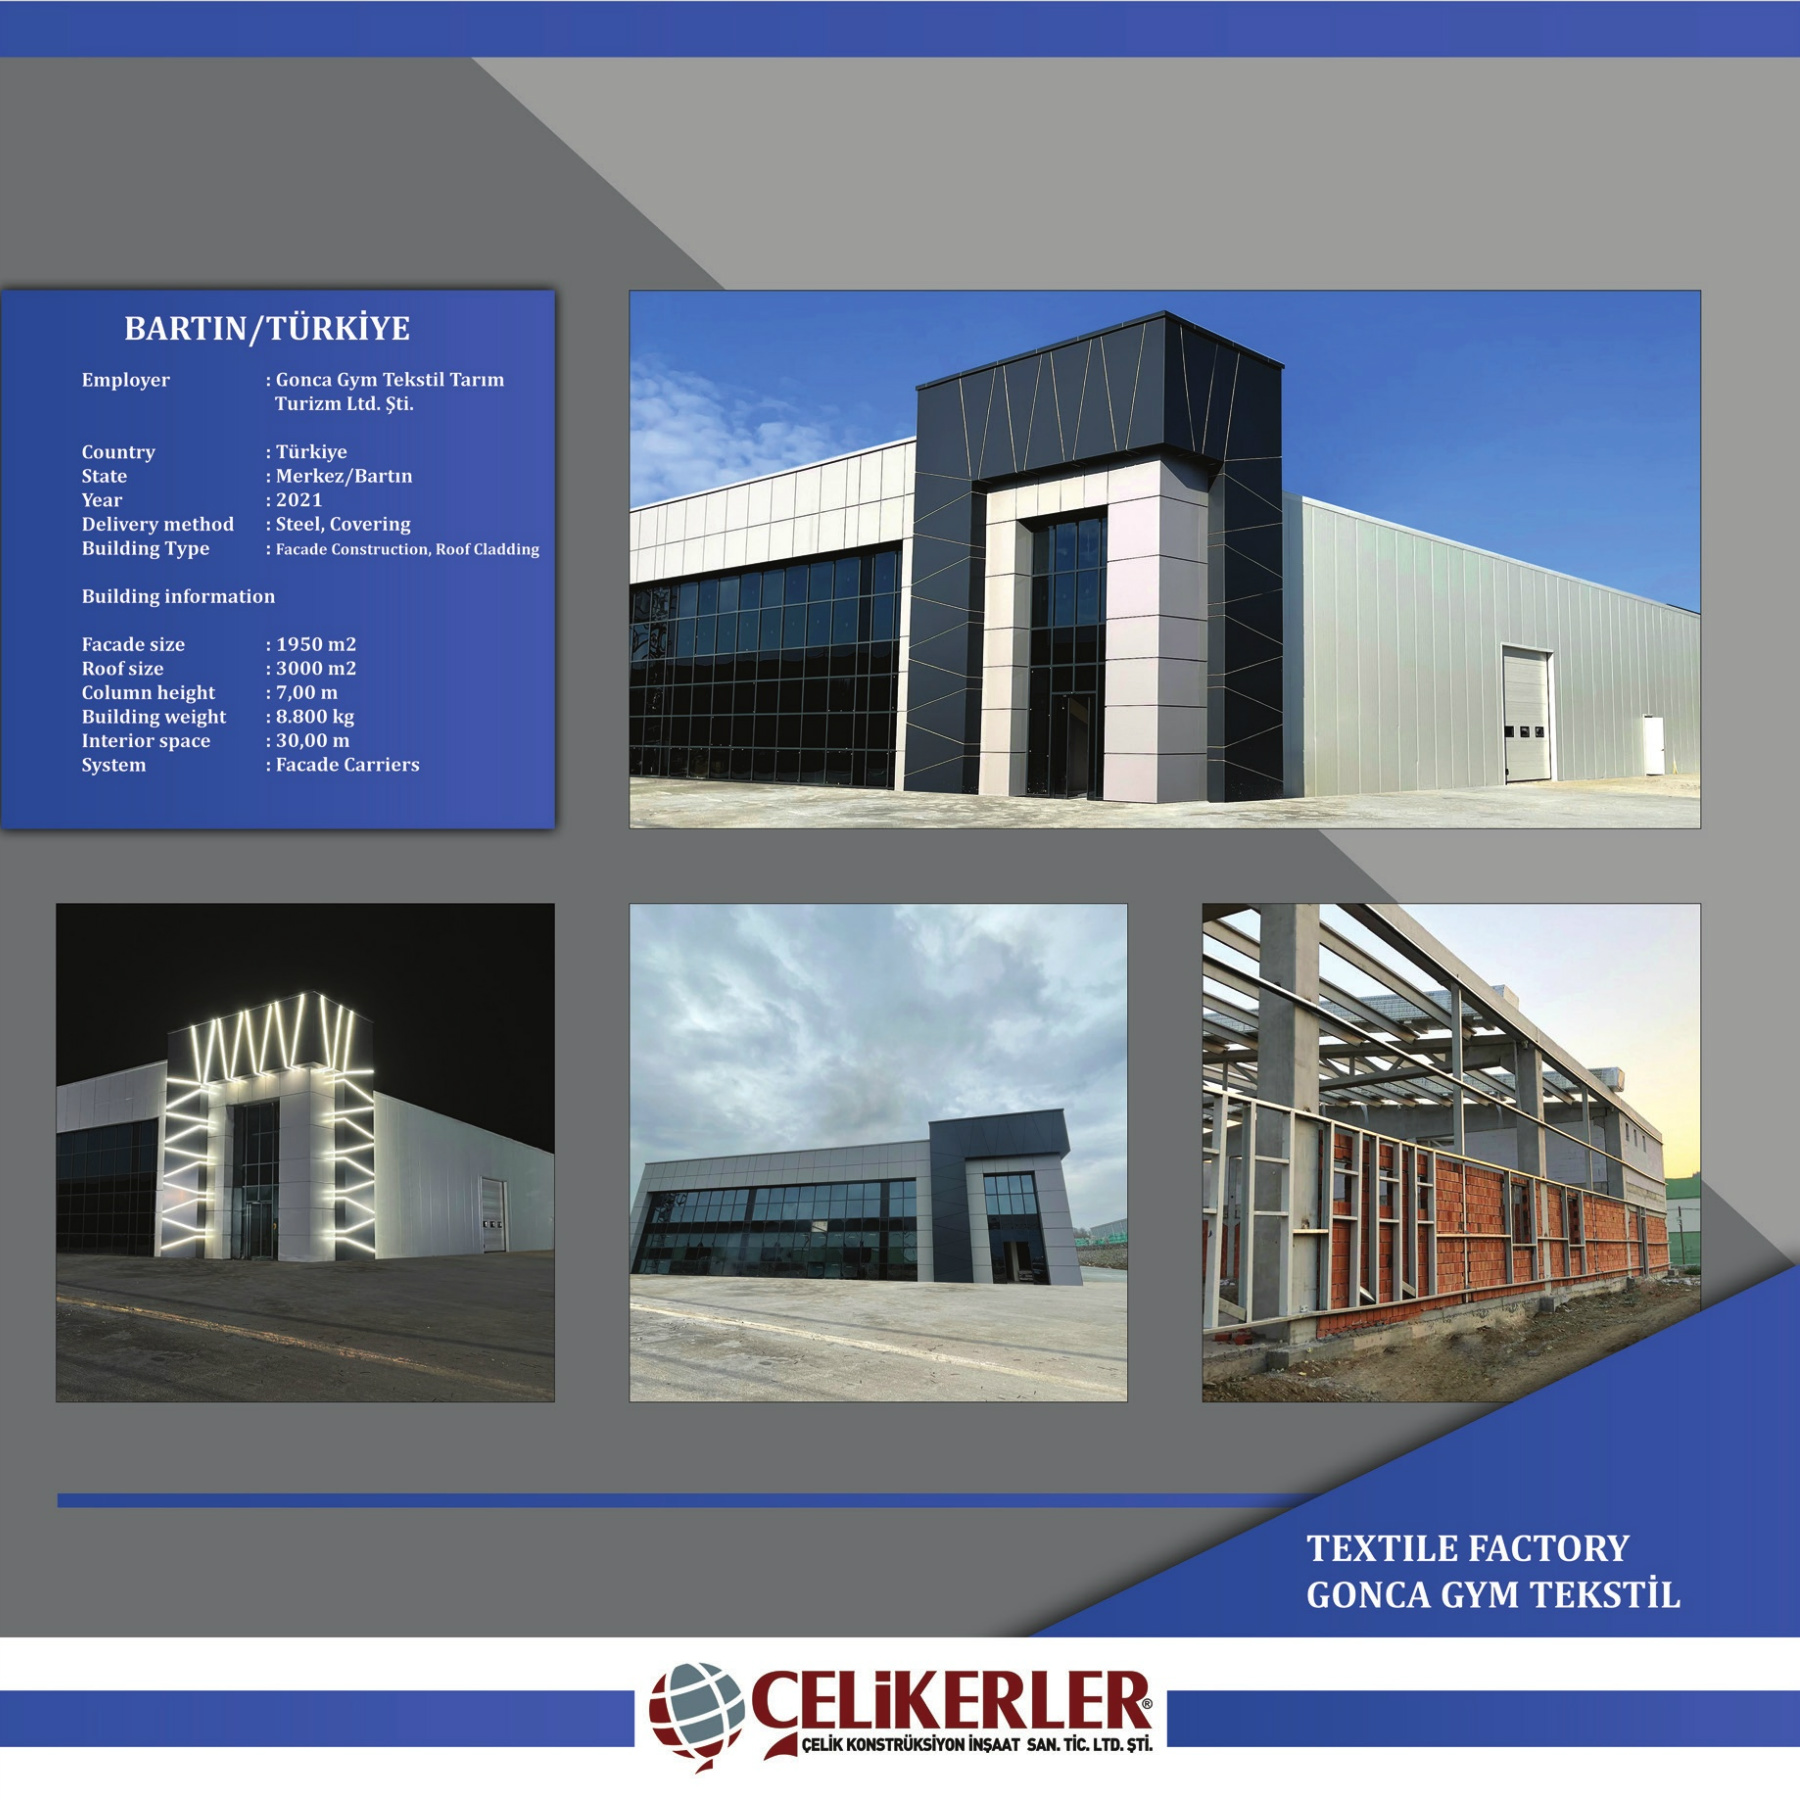 BARTIN/TÜRKİYE
Employer : Gonca Gym Tekstil Tarım
Turizm Ltd. Şti.
Country : Türkiye
State : Merkez/Bartın
Year : 2021
Delivery method : Steel, Covering
Building Type : Facade Construction, Roof Cladding
Building information
Facade size : 1950 m2
Roof size : 3000 m2
Column height : 7,00 m
Building weight : 8.800 kg
Interior space : 30,00 m
System : Facade Carriers
TEXTILE FACTORY
GONCA GYM TEKSTİL
ÇELiKERLER®
ÇELİK KONSTRÜKSİYON İNŞAAT SAN. TİC. LTD. ŞTİ.